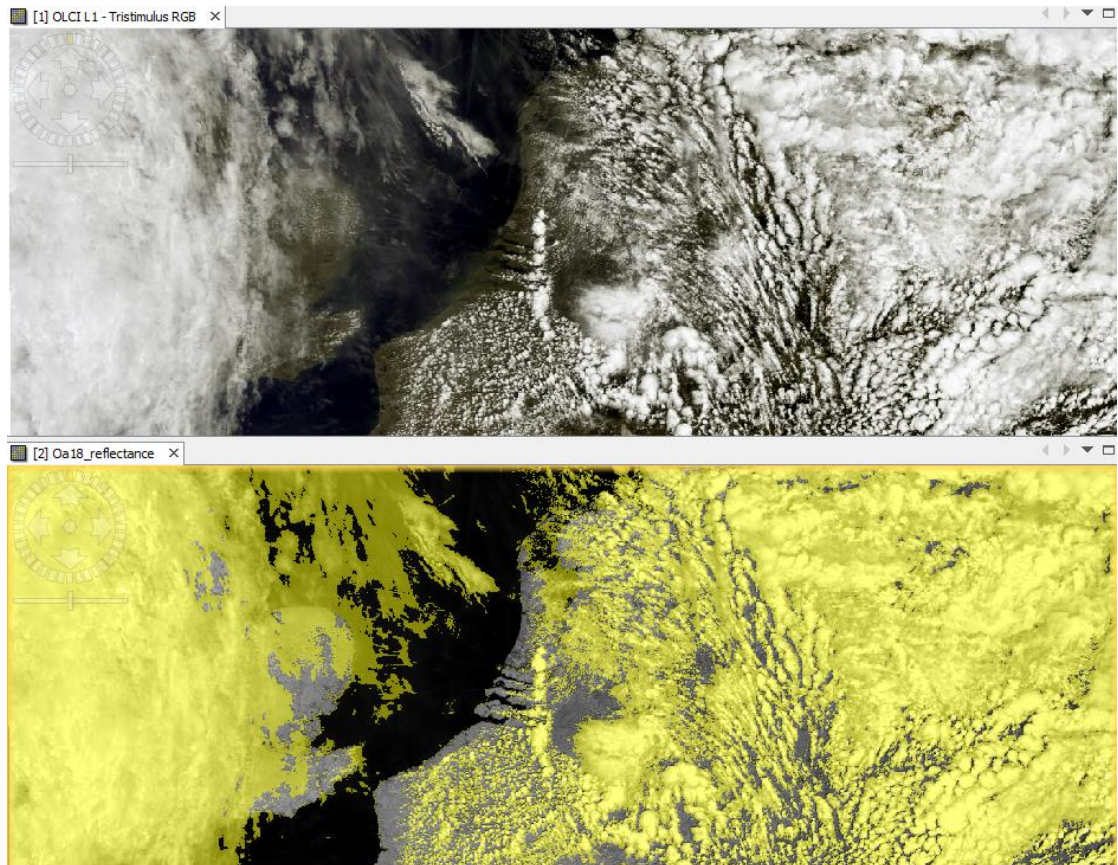 [1] OLCI L1 - Tristimulus RGB
[2] Oa18_reflectance